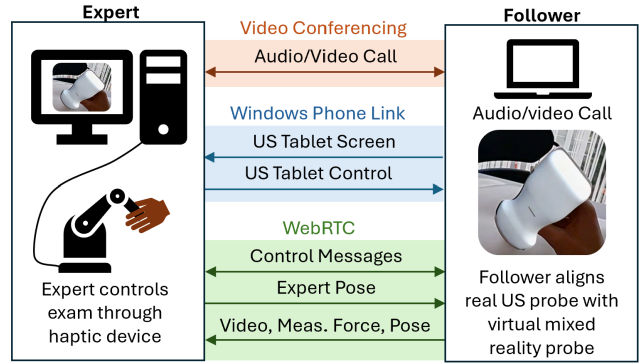 Expert
Expert controls
exam through
haptic device
Video Conferencing
Audio/Video Call
Windows Phone Link
US Tablet Screen
US Tablet Control
WebRTC
Control Messages
Expert Pose
Video, Meas. Force, Pose
Follower
Audio/video Call
Follower aligns
real US probe with
virtual mixed
reality probe